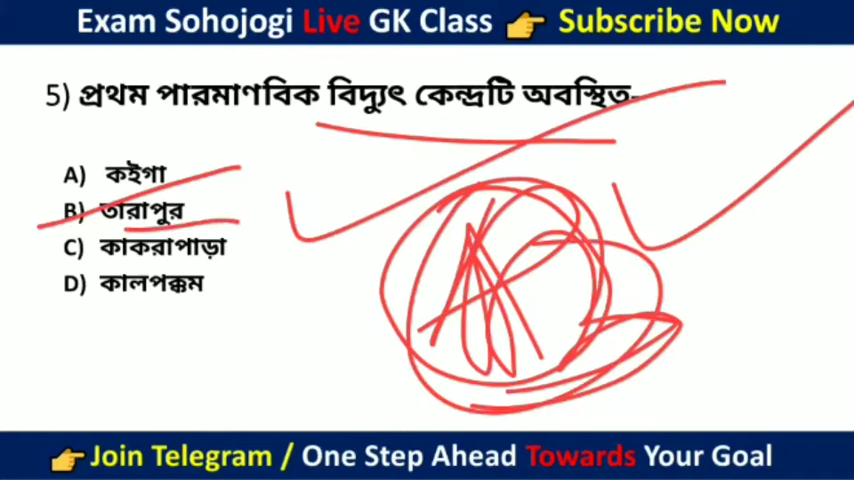 Exam Sohojogi Live GK Class 👉 Subscribe Now
5) প্রথম পারমাণবিক বিদ্যুৎ কেন্দ্রটি অবস্থিত-
A) কইগা
B) তারাপুর
C) কাকরাপাড়া
D) কালপক্কম
👉 Join Telegram / One Step Ahead Towards Your Goal